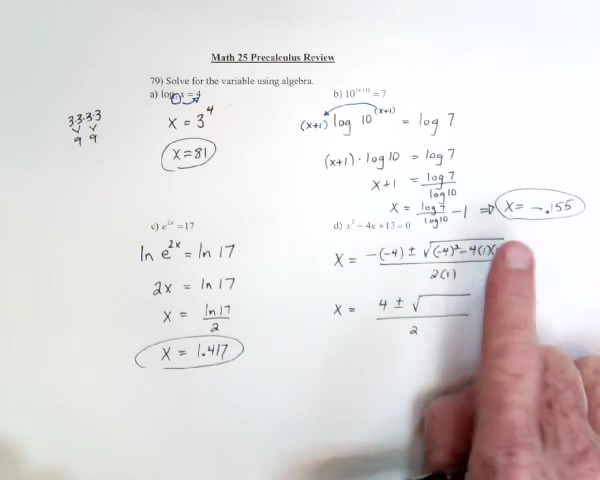 Math 25 Precalculus Review
79) Solve for the variable using algebra.
a) log x = 4
3·3·3·3
9 9
x = 3^4
x = 81
b) 10^(x+1) = 7
(x+1) log 10^(x+1) = log 7
(x+1) · log 10 = log 7
x+1 = log 7 / log 10
x = log 7 / log 10 - 1 ⇒ x = -.155
c) e^2x = 17
ln e^2x = ln 17
2x = ln 17
x = ln 17 / 2
x = 1.417
d) x² - 4x + 13 = 0
x = -(-4) ± √(-4)² - 4(1)( / 2(1)
x = 4 ± √ / 2